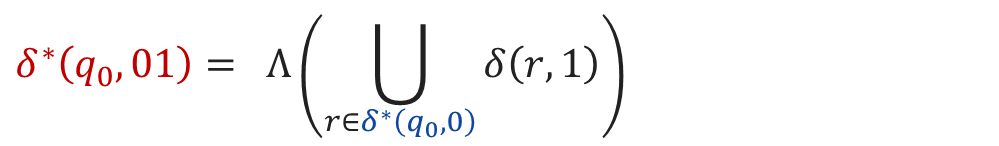 δ*(q₀, 01) = Λ(⋃_{r∈δ*(q₀,0)} δ(r, 1))